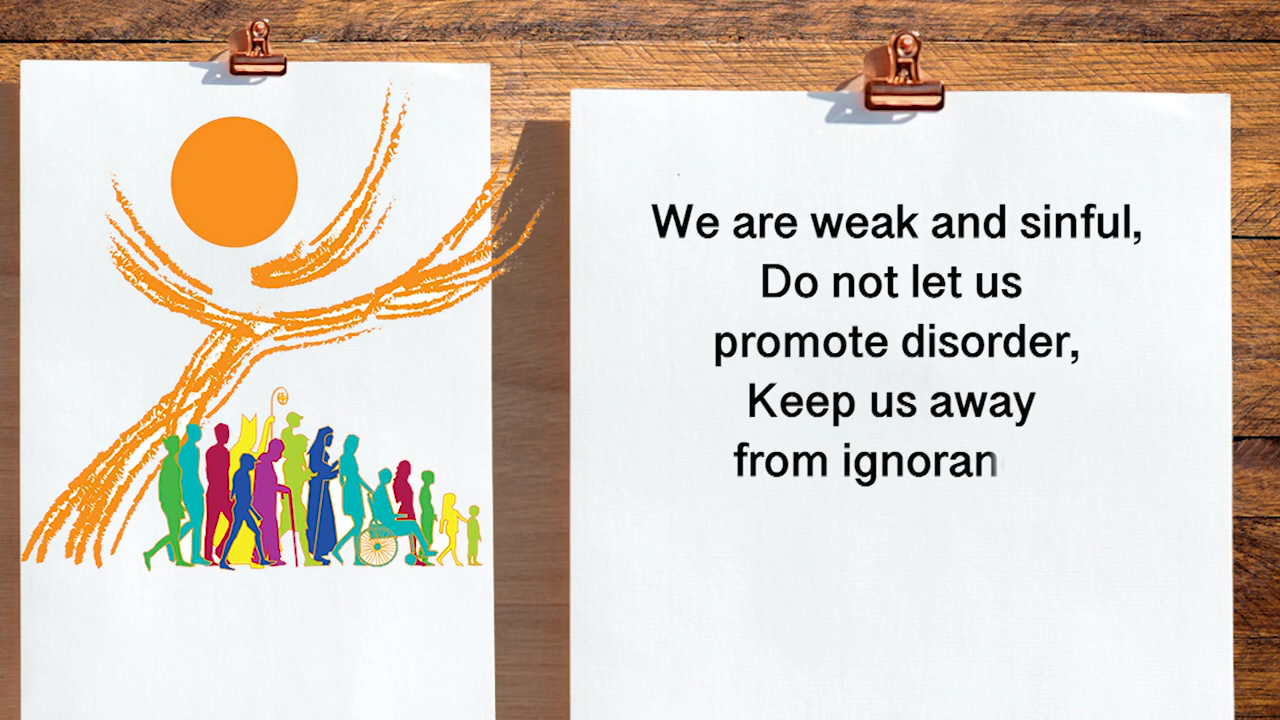 We are weak and sinful,
Do not let us
promote disorder,
Keep us away
from ignoran